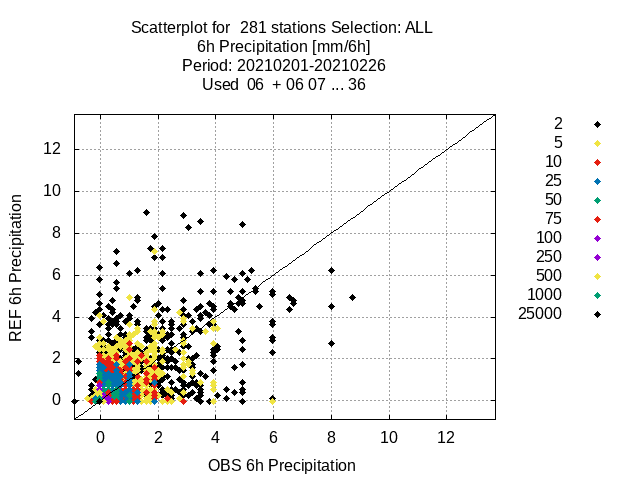 Scatterplot for  281 stations Selection: ALL
6h Precipitation [mm/6h]
Period: 20210201-20210226
Used  06  + 06 07 ... 36
2
5
10
25
50
75
100
250
500
1000
25000
REF 6h Precipitation
12
10
8
6
4
2
0
0 2 4 6 8 10 12
OBS 6h Precipitation